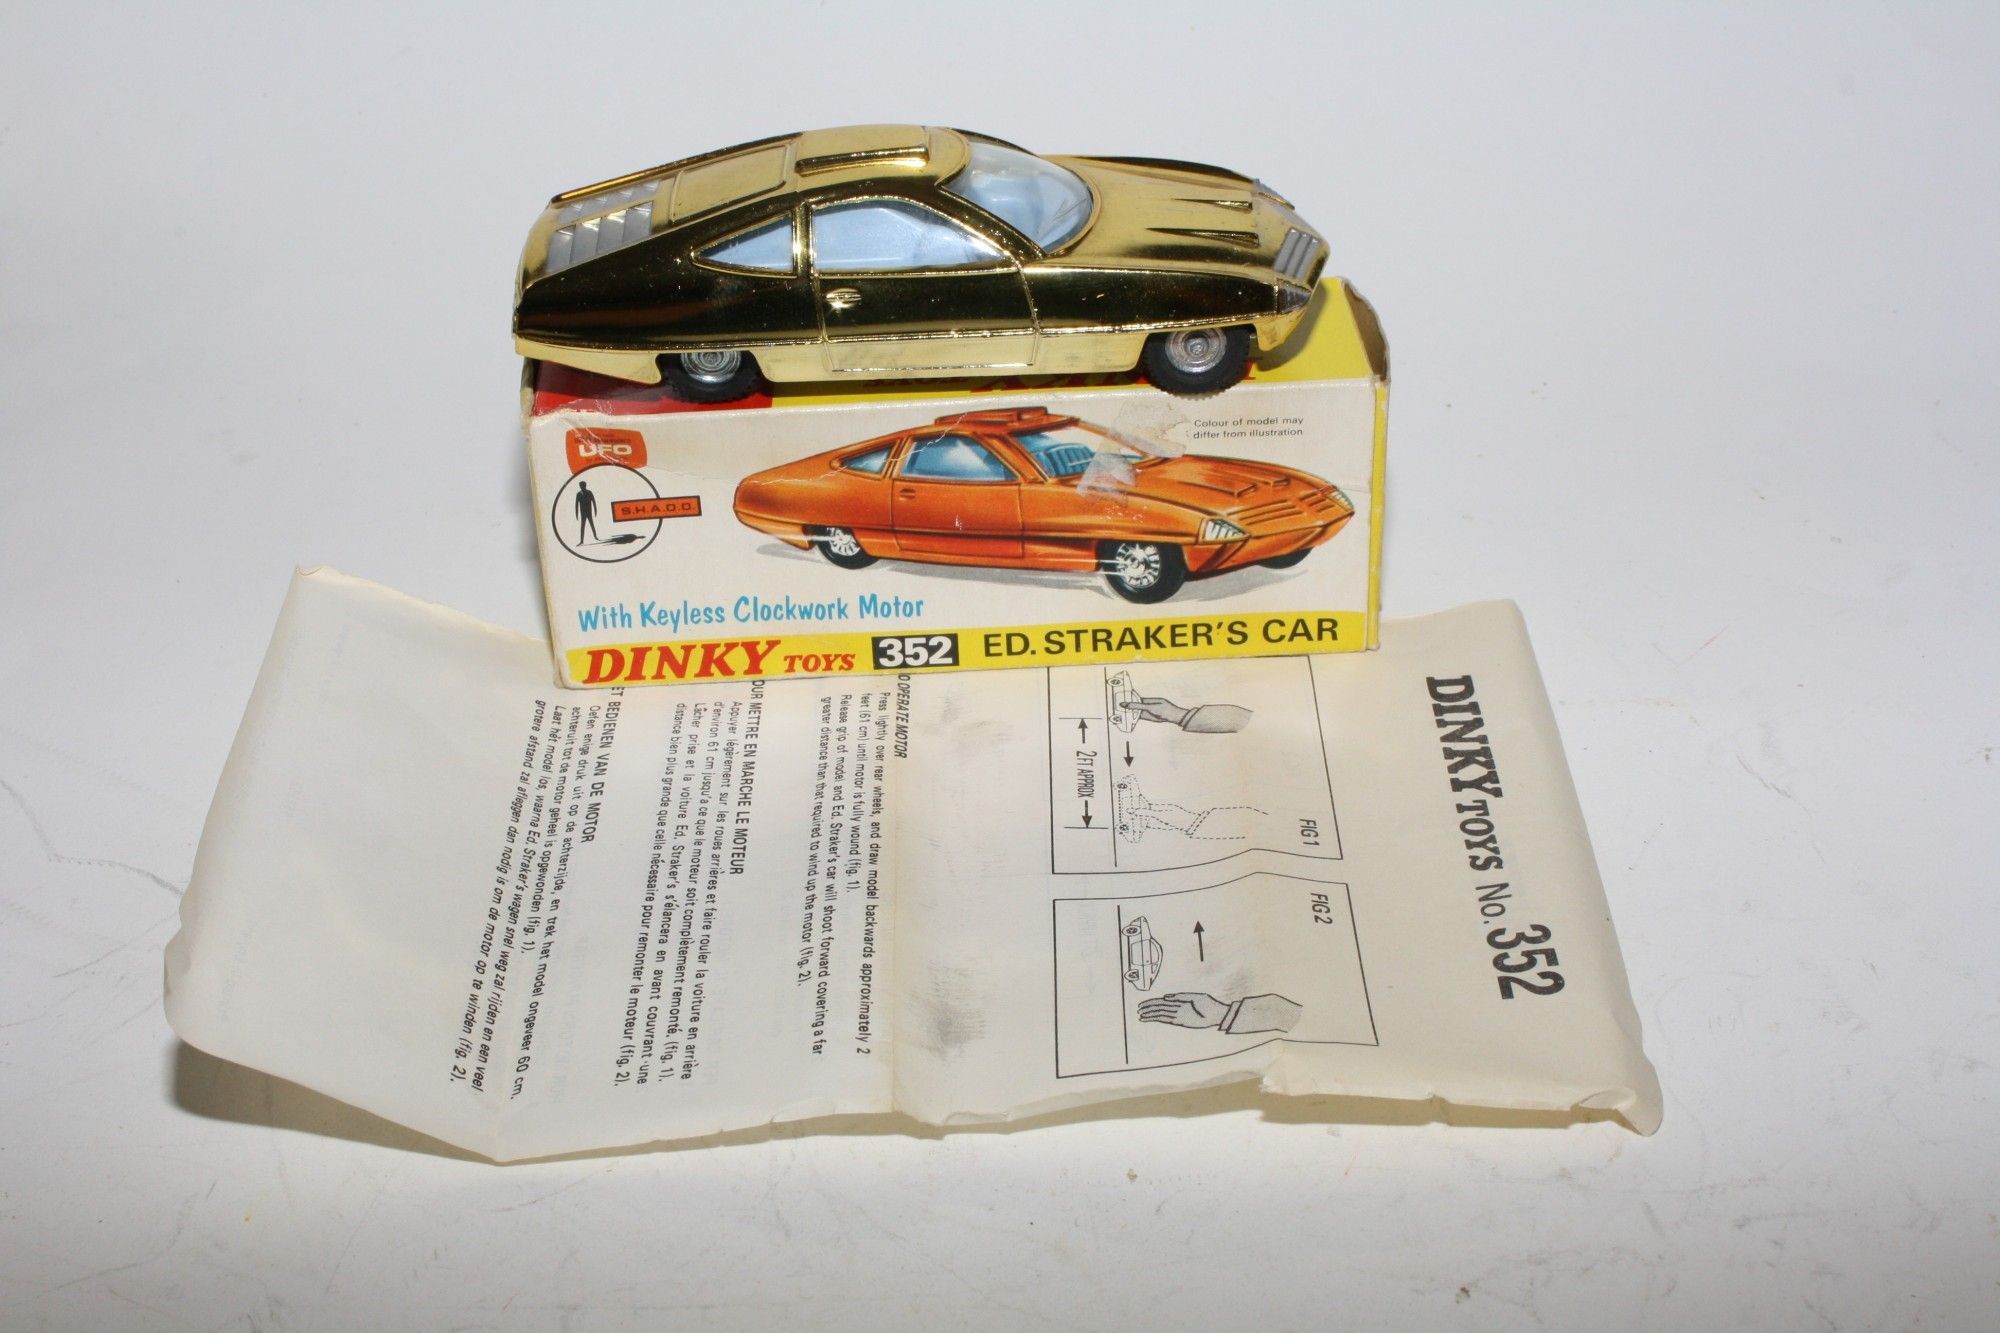 UFO
S.H.A.D.O.
Colour of model may
differ from illustration
With Keyless Clockwork Motor
DINKY TOYS 352 ED. STRAKER'S CAR
DINKY TOYS No. 352
FIG 1
2 FT APPROX
FIG 2
O OPERATE MOTOR
Press lightly over rear wheels, and draw model backwards approximately 2
feet (61 cm) until motor is fully wound (fig. 1).
Release grip of model and Ed. Straker's car will shoot forward covering a far
greater distance than that required to wind up the motor (fig. 2).
OUR METTRE EN MARCHE LE MOTEUR
Appuyer légèrement sur les roues arrières et faire rouler la voiture en arrière
d'environ 61 cm jusqu'a ce que le moteur soit complètement remonté. (fig. 1).
Lâcher prise et la voiture Ed. Straker's s'élancera en avant couvrant une
distance bien plus grande que celle nécessaire pour remonter le moteur (fig. 2).
ET BEDIENEN VAN DE MOTOR
Oefen enige druk uit op de achterzijde, en trek het model ongeveer 60 cm.
achteruit tot de motor geheel is opgewonden (fig. 1).
Laat het model los, waarna Ed. Straker's wagen snel weg zal rijden en een veel
grotere afstand zal afleggen dan nodig is om de motor op te winden (fig. 2).